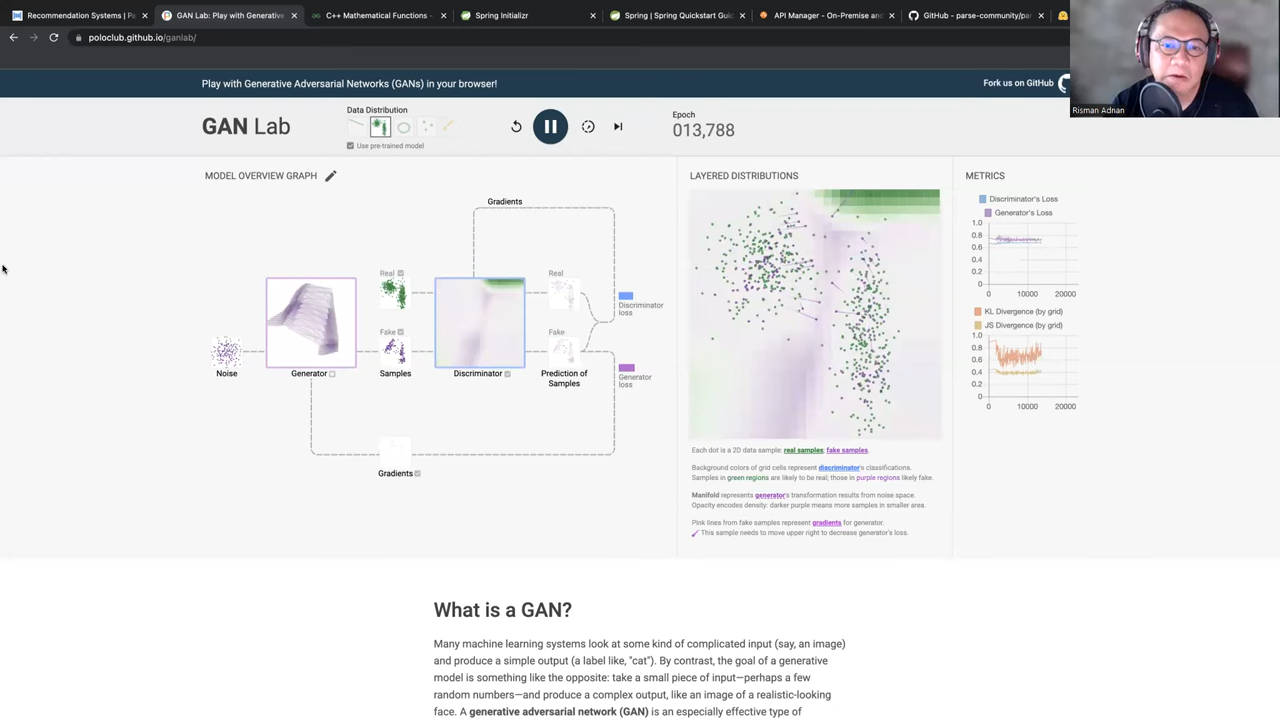 Recommendation Systems | Pa
GAN Lab: Play with Generative
C++ Mathematical Functions -
Spring Initializr
Spring | Spring Quickstart Guid
API Manager - On-Premise and
GitHub - parse-community/par
poloclub.github.io/ganlab/
Risman Adnan
Play with Generative Adversarial Networks (GANs) in your browser!
Fork us on GitHub
GAN Lab
Data Distribution
Use pre-trained model
Epoch
013,788
MODEL OVERVIEW GRAPH
Gradients
Real
Real
Discriminator
loss
Fake
Fake
Generator
loss
Noise
Generator
Samples
Discriminator
Prediction of
Samples
Gradients
LAYERED DISTRIBUTIONS
Each dot is a 2D data sample: real samples; fake samples.
Background colors of grid cells represent discriminator's classifications.
Samples in green regions are likely to be real; those in purple regions likely fake.
Manifold represents generator's transformation results from noise space.
Opacity encodes density: darker purple means more samples in smaller area.
Pink lines from fake samples represent gradients for generator.
This sample needs to move upper right to decrease generator's loss.
METRICS
Discriminator's Loss
Generator's Loss
1.0
0.8
0.6
0.4
0.2
0
0 10000 20000
KL Divergence (by grid)
JS Divergence (by grid)
1.0
0.8
0.6
0.4
0.2
0
0 10000 20000
What is a GAN?
Many machine learning systems look at some kind of complicated input (say, an image)
and produce a simple output (a label like, "cat"). By contrast, the goal of a generative
model is something like the opposite: take a small piece of input—perhaps a few
random numbers—and produce a complex output, like an image of a realistic-looking
face. A generative adversarial network (GAN) is an especially effective type of